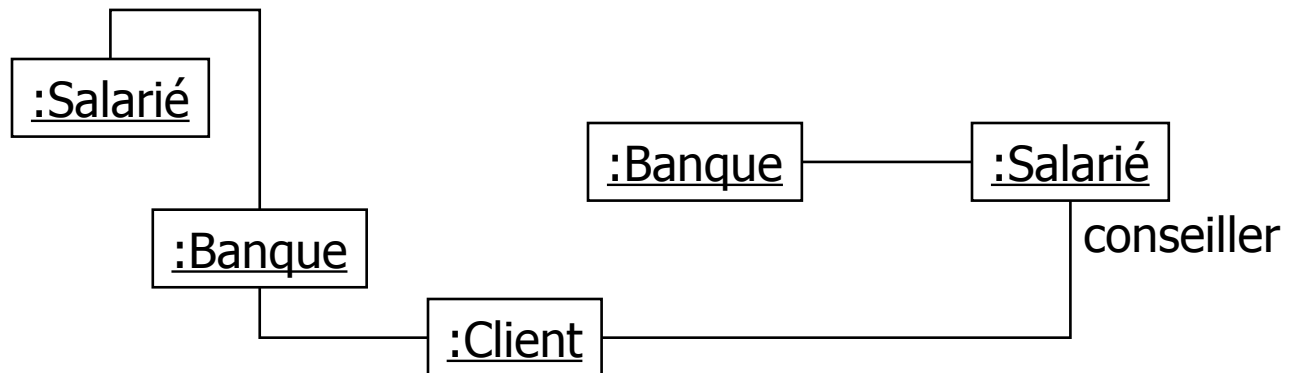 :Salarié
:Banque
:Salarié
conseiller
:Banque
:Client